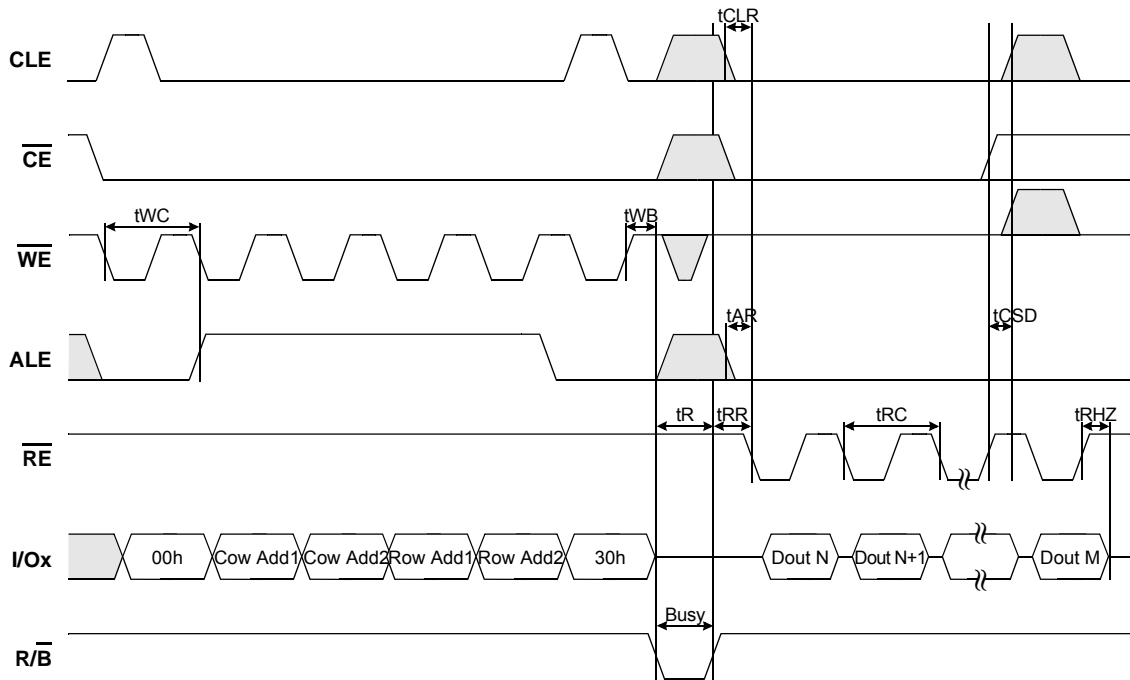 tCLR
CLE
CE
tWC
tWB
WE
tAR
tCSD
ALE
tR
tRR
tRC
tRHZ
RE
I/Ox
00h
Cow Add1
Cow Add2
Row Add1
Row Add2
30h
Dout N
Dout N+1
Dout M
Busy
R/B